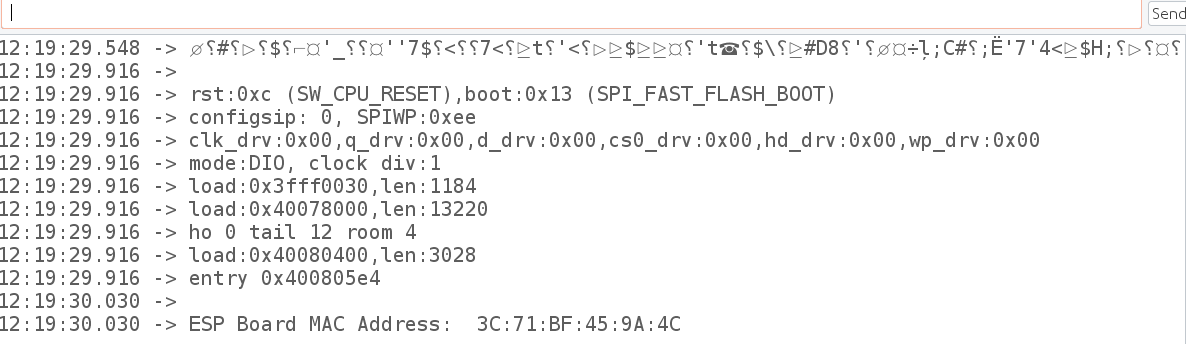 Send
12:19:29.548 -> ⌀⸮#⸮▷⸮$⸮⌐¤'_⸮⸮¤''7$⸮<⸮⸮7<⸮⊵t⸮'<⸮▷⊵$⊵⊵¤⸮'t☎⸮$\⸮⊵#D8⸮'⸮⌀¤÷ļ;C#⸮;Ë'7'4<⊵$H;⸮▷⸮¤⸮
12:19:29.916 ->
12:19:29.916 -> rst:0xc (SW_CPU_RESET),boot:0x13 (SPI_FAST_FLASH_BOOT)
12:19:29.916 -> configsip: 0, SPIWP:0xee
12:19:29.916 -> clk_drv:0x00,q_drv:0x00,d_drv:0x00,cs0_drv:0x00,hd_drv:0x00,wp_drv:0x00
12:19:29.916 -> mode:DIO, clock div:1
12:19:29.916 -> load:0x3fff0030,len:1184
12:19:29.916 -> load:0x40078000,len:13220
12:19:29.916 -> ho 0 tail 12 room 4
12:19:29.916 -> load:0x40080400,len:3028
12:19:29.916 -> entry 0x400805e4
12:19:30.030 ->
12:19:30.030 -> ESP Board MAC Address:  3C:71:BF:45:9A:4C